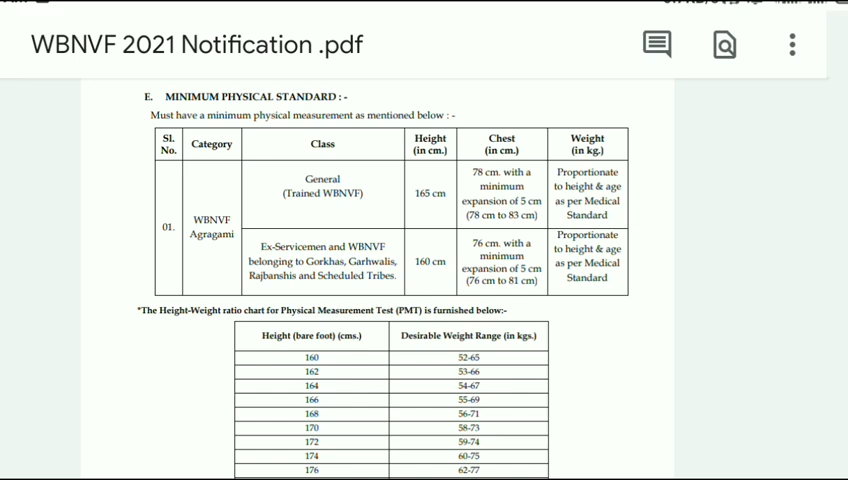 WBNVF 2021 Notification .pdf
E. MINIMUM PHYSICAL STANDARD : -
Must have a minimum physical measurement as mentioned below : -
Sl. No. Category Class Height (in cm.) Chest (in cm.) Weight (in kg.)
01. WBNVF Agragami
General (Trained WBNVF) 165 cm 78 cm. with a minimum expansion of 5 cm (78 cm to 83 cm) Proportionate to height & age as per Medical Standard
Ex-Servicemen and WBNVF belonging to Gorkhas, Garhwalis, Rajbanshis and Scheduled Tribes. 160 cm 76 cm. with a minimum expansion of 5 cm (76 cm to 81 cm) Proportionate to height & age as per Medical Standard
*The Height-Weight ratio chart for Physical Measurement Test (PMT) is furnished below:-
Height (bare foot) (cms.) Desirable Weight Range (in kgs.)
160 52-65
162 53-66
164 54-67
166 55-69
168 56-71
170 58-73
172 59-74
174 60-75
176 62-77